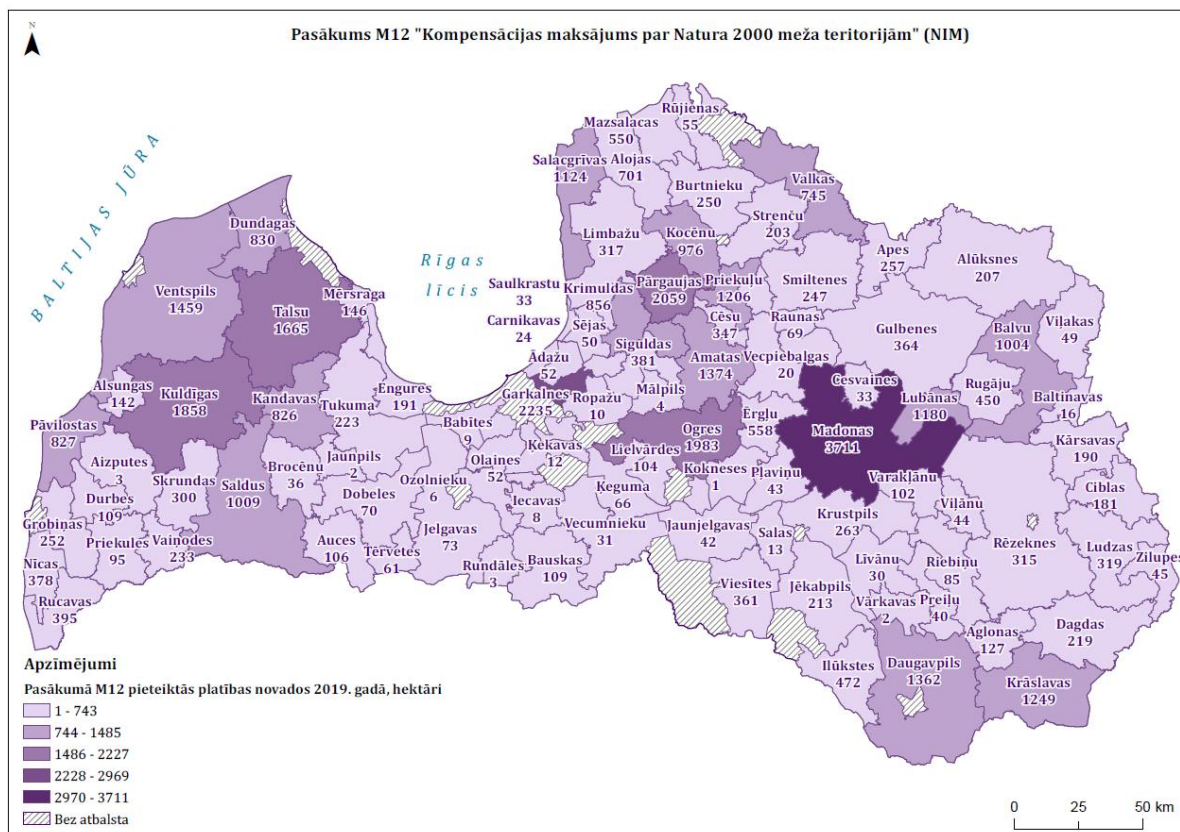 N
Pasākums M12 "Kompensācijas maksājums par Natura 2000 meža teritorijām" (NIM)
BALTIJAS JŪRA
Rīgas
līcis
Rūjienas
55
Mazsalacas
550
Salacgrīvas
1124
Alojas
701
Valkas
745
Burtnieku
250
Strenču
203
Dundagas
830
Limbažu
317
Kocēnu
976
Apes
257
Alūksnes
207
Ventspils
1459
Talsu
1665
Mērsraga
146
Saulkrastu
33
Krimuldas
856
Pārgaujas
2059
Priekuļu
1206
Smiltenes
247
Carnikavas
24
Sējas
50
Cēsu
347
Raunas
69
Gulbenes
364
Balvu
1004
Viļakas
49
Siguldas
381
Ādažu
52
Amatas
1374
Vecpiebalgas
20
Cesvaines
33
Rugāju
450
Baltinavas
16
Alsungas
142
Kuldīgas
1858
Kandavas
826
Engures
191
Tukuma
223
Garkalnes
2235
Ropažu
10
Mālpils
4
Lubānas
1180
Pāvilostas
827
Babītes
9
Ērgļu
558
Madonas
3711
Ogres
1983
Kārsavas
190
Aizputes
3
Skrundas
300
Saldus
1009
Brocēnu
36
Jaunpils
2
Olaines
52
Ķekavas
12
Lielvārdes
104
Kokneses
1
Pļaviņu
43
Varakļānu
102
Ciblas
181
Durbes
109
Dobeles
70
Ozolnieku
6
Ķeguma
66
Viļānu
44
Grobiņas
252
Iecavas
8
Krustpils
263
Rēzeknes
315
Priekules
95
Vaiņodes
233
Auces
106
Tērvetes
61
Jelgavas
73
Vecumnieku
31
Jaunjelgavas
42
Salas
13
Ludzas
319
Zilupes
45
Nīcas
378
Rundāles
3
Bauskas
109
Līvānu
30
Riebiņu
85
Rucavas
395
Viesītes
361
Jēkabpils
213
Vārkavas
2
Preiļu
40
Aglonas
127
Dagdas
219
Ilūkstes
472
Daugavpils
1362
Krāslavas
1249
Apzīmējumi
Pasākumā M12 pieteiktās platības novados 2019. gadā, hektāri
1 - 743
744 - 1485
1486 - 2227
2228 - 2969
2970 - 3711
Bez atbalsta
0 25 50 km